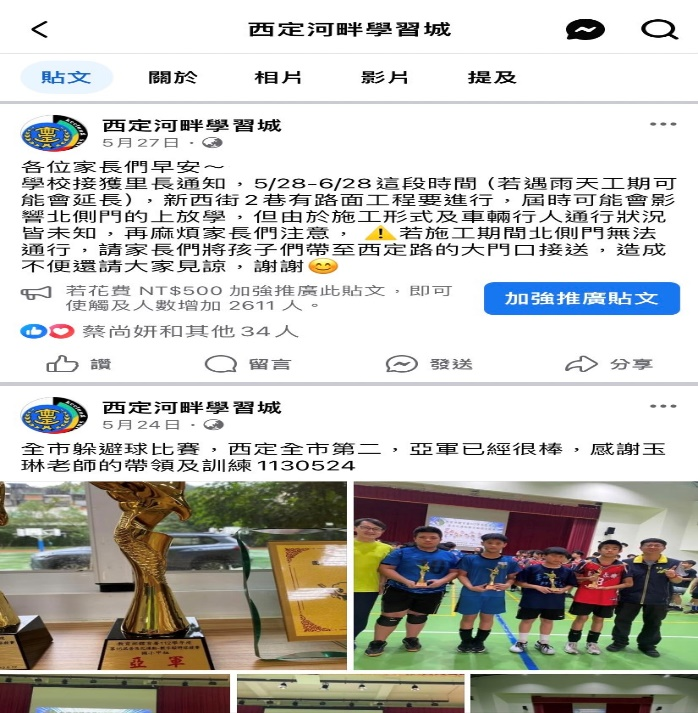 西定河畔學習城
貼文 關於 相片 影片 提及
西定河畔學習城
5月27日 ·
各位家長們早安～
學校接獲里長通知，5/28-6/28這段時間 (若遇雨天工期可
能會延長)，新西街2巷有路面工程要進行，屆時可能會影
響北側門的上放學，但由於施工形式及車輛行人通行狀況
皆未知，再麻煩家長們注意，⚠️若施工期間北側門無法
通行，請家長們將孩子們帶至西定路的大門口接送，造成
不便還請大家見諒，謝謝😊
若花費 NT$500 加強推廣此貼文，即可
使觸及人數增加 2611 人。
加強推廣貼文
蔡尚妍和其他 34 人
讚 留言 發送 分享
西定河畔學習城
5月24日 ·
全市躲避球比賽，西定全市第二，亞軍已經很棒，感謝玉
琳老師的帶領及訓練1130524
亞軍